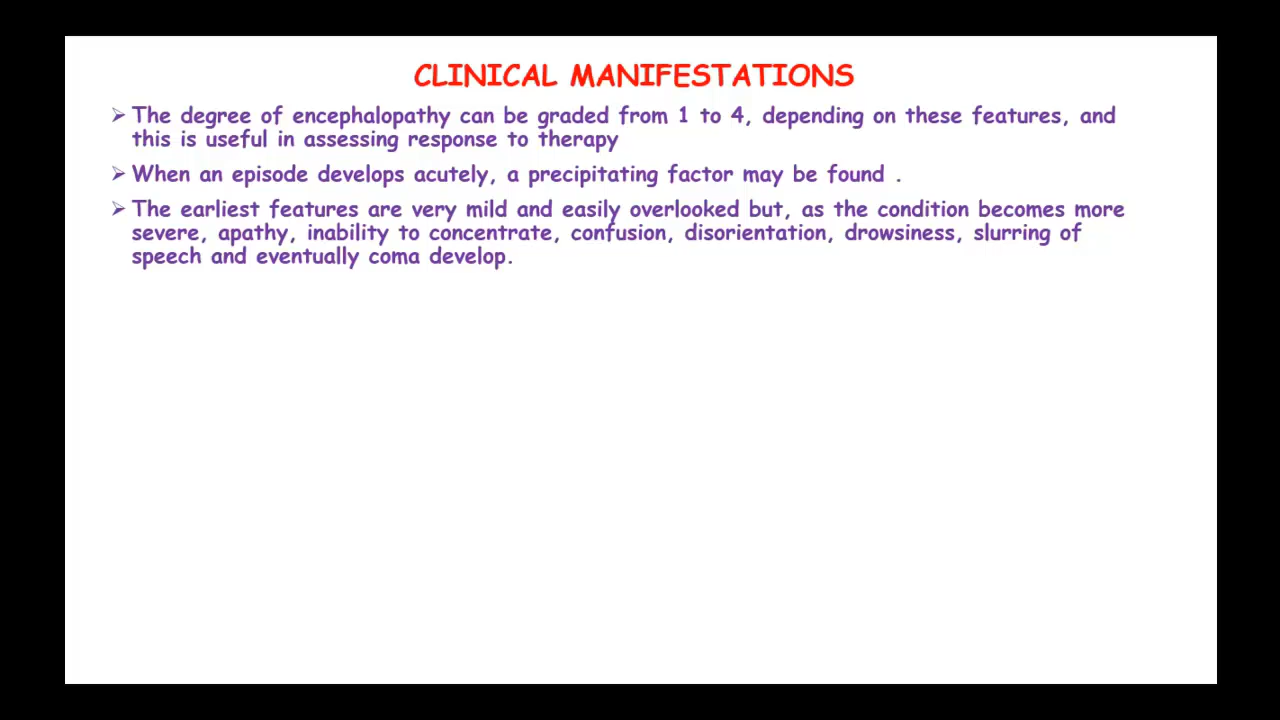 CLINICAL MANIFESTATIONS
➢ The degree of encephalopathy can be graded from 1 to 4, depending on these features, and
this is useful in assessing response to therapy
➢ When an episode develops acutely, a precipitating factor may be found .
➢ The earliest features are very mild and easily overlooked but, as the condition becomes more
severe, apathy, inability to concentrate, confusion, disorientation, drowsiness, slurring of
speech and eventually coma develop.